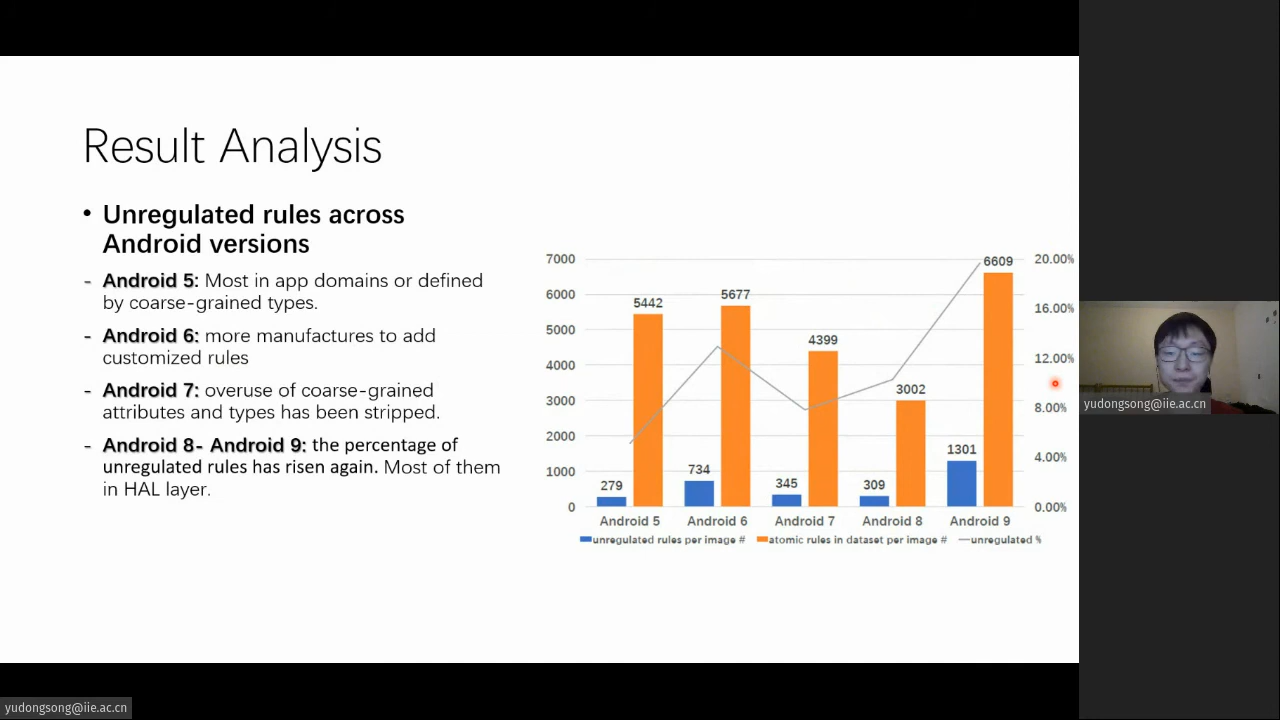 Result Analysis
• Unregulated rules across
Android versions
- Android 5: Most in app domains or defined
by coarse-grained types.
- Android 6: more manufactures to add
customized rules
- Android 7: overuse of coarse-grained
attributes and types has been stripped.
- Android 8- Android 9: the percentage of
unregulated rules has risen again. Most of them
in HAL layer.
7000
6000
5000
4000
3000
2000
1000
0
20.00%
16.00%
12.00%
8.00%
4.00%
0.00%
279
5442
734
5677
345
4399
309
3002
1301
6609
Android 5
Android 6
Android 7
Android 8
Android 9
unregulated rules per image #
atomic rules in dataset per image #
unregulated %
yudongsong@iie.ac.cn
yudongsong@iie.ac.cn